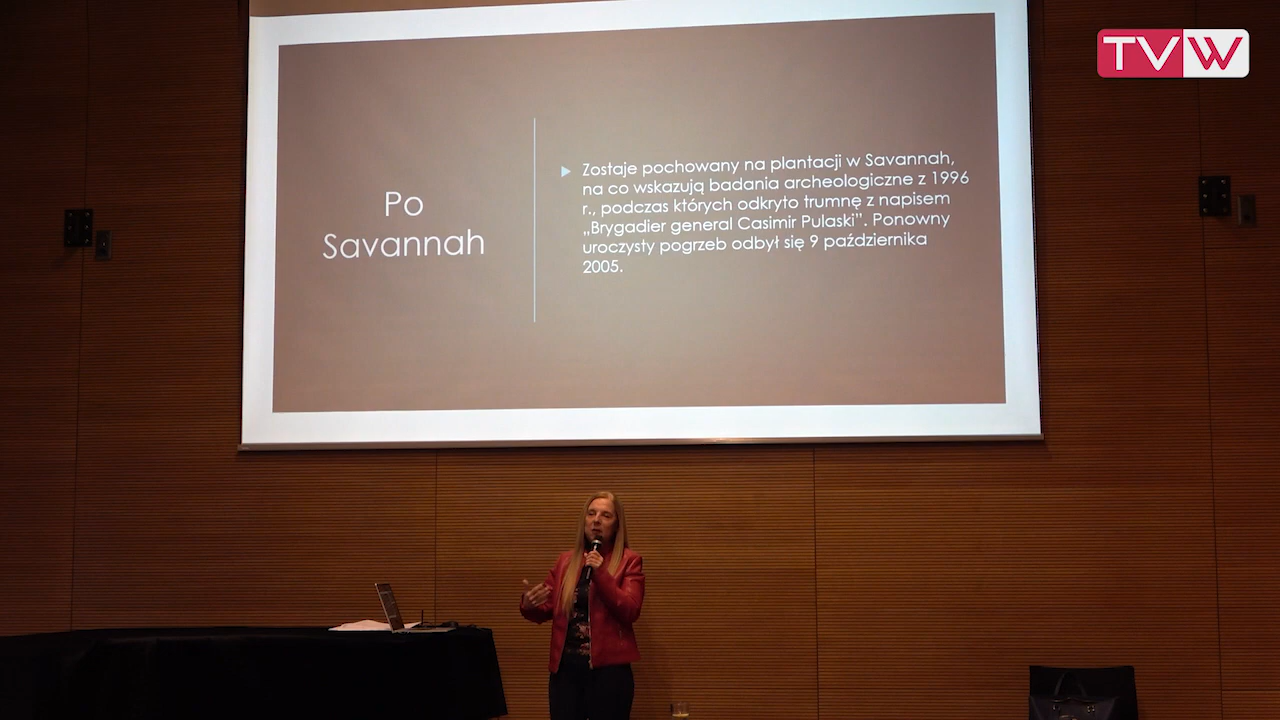 TVW
Po
Savannah
Zostaje pochowany na plantacji w Savannah,
na co wskazują badania archeologiczne z 1996
r., podczas których odkryto trumnę z napisem
„Brygadier general Casimir Pulaski”. Ponowny
uroczysty pogrzeb odbył się 9 października
2005.